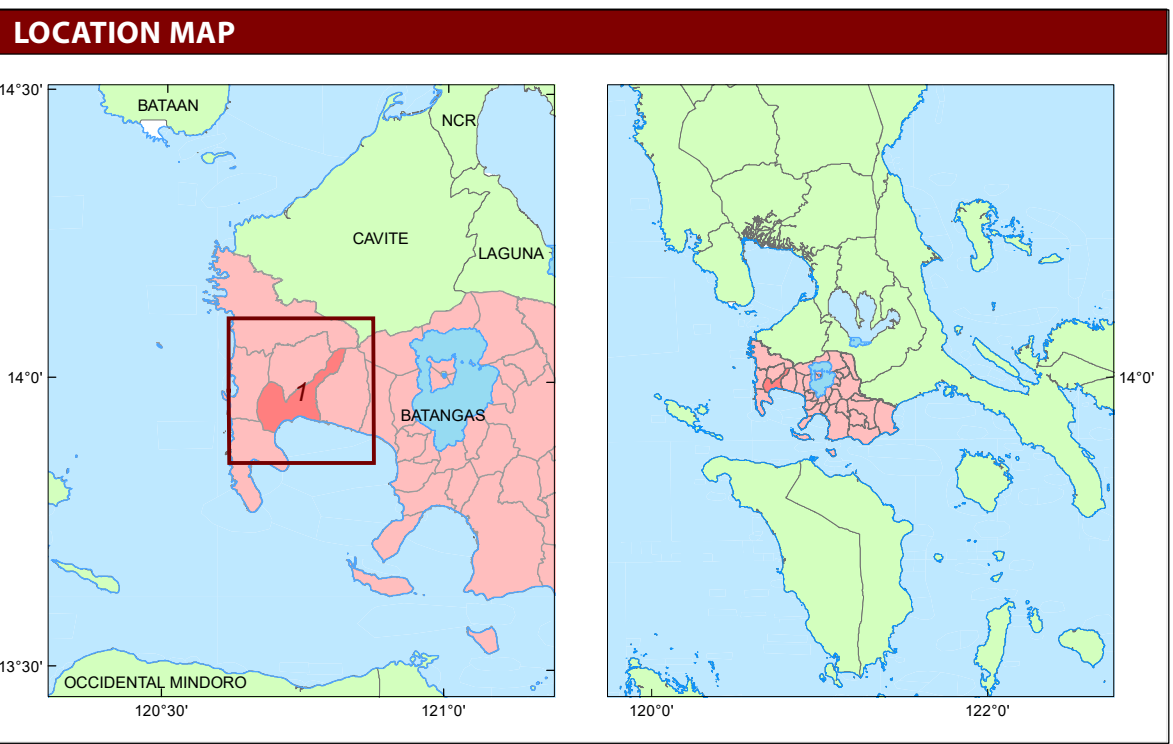 LOCATION MAP
14°30'
BATAAN
NCR
CAVITE
LAGUNA
14°0'
14°0'
1
BATANGAS
13°30'
OCCIDENTAL MINDORO
120°30'
121°0'
120°0'
122°0'